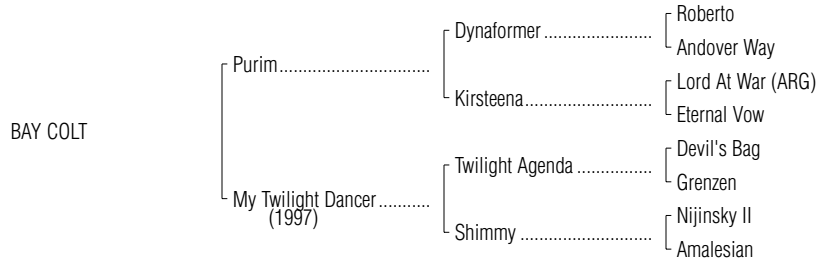 Roberto
Dynaformer ........................
Andover Way
Purim...............................
Lord At War (ARG)
Kirsteena............................
Eternal Vow
BAY COLT
Devil's Bag
Twilight Agenda .................
Grenzen
My Twilight Dancer...........
(1997)
Nijinsky II
Shimmy .............................
Amalesian